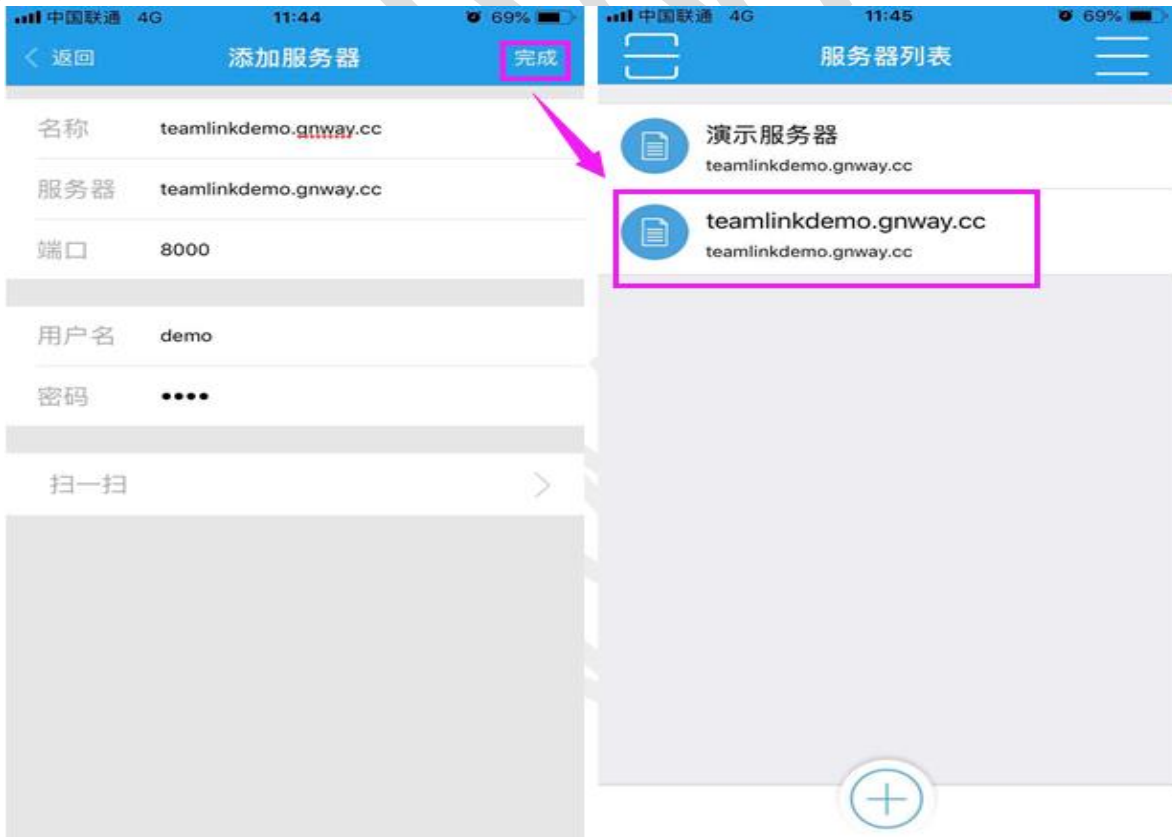 中国联通 4G 11:44 69%
返回 添加服务器 完成
名称 teamlinkdemo.gnway.cc
服务器 teamlinkdemo.gnway.cc
端口 8000
用户名 demo
密码 ••••
扫一扫
中国联通 4G 11:45 69%
服务器列表
演示服务器
teamlinkdemo.gnway.cc
teamlinkdemo.gnway.cc
teamlinkdemo.gnway.cc